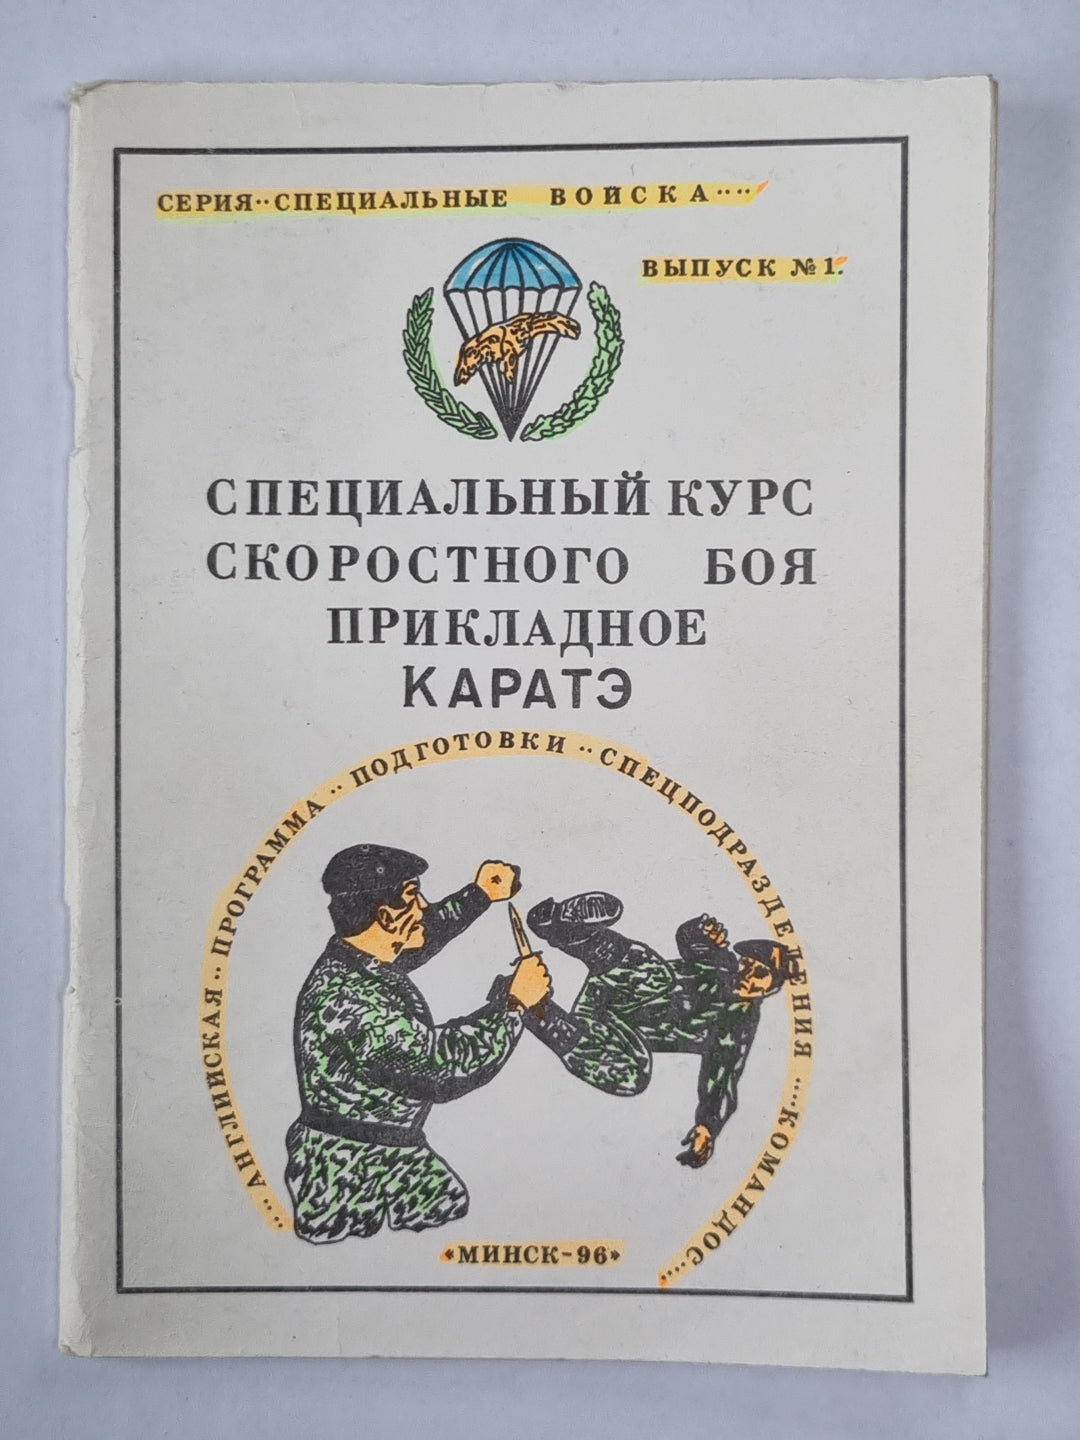 СЕРИЯ··СПЕЦИАЛЬНЫЕ ВОЙСКА····
ВЫПУСК №1.
СПЕЦИАЛЬНЫЙ КУРС
СКОРОСТНОГО БОЯ
ПРИКЛАДНОЕ
КАРАТЭ
····АНГЛИЙСКАЯ··ПРОГРАММА··ПОДГОТОВКИ··СПЕЦПОДРАЗДЕЛЕНИЯ····КОМАНДОС····
«МИНСК-96»